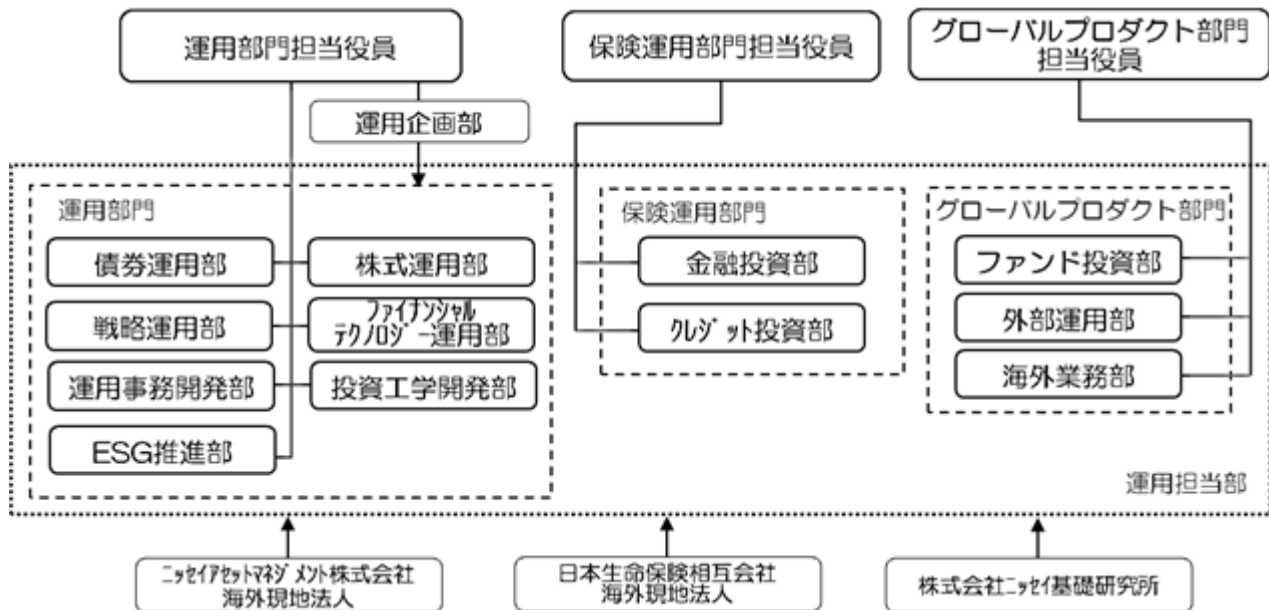 運用部門担当役員
保険運用部門担当役員
グローバルプロダクト部門
担当役員
運用企画部
運用部門
債券運用部
株式運用部
戦略運用部
ﾌｧｲﾅﾝｼｬﾙ
ﾃｸﾉﾛｼﾞｰ運用部
運用事務開発部
投資工学開発部
ESG推進部
保険運用部門
金融投資部
ｸﾚｼﾞｯﾄ投資部
グローバルプロダクト部門
ファンド投資部
外部運用部
海外業務部
運用担当部
ﾆｯｾｲｱｾｯﾄﾏﾈｼﾞﾒﾝﾄ株式会社
海外現地法人
日本生命保険相互会社
海外現地法人
株式会社ﾆｯｾｲ基礎研究所